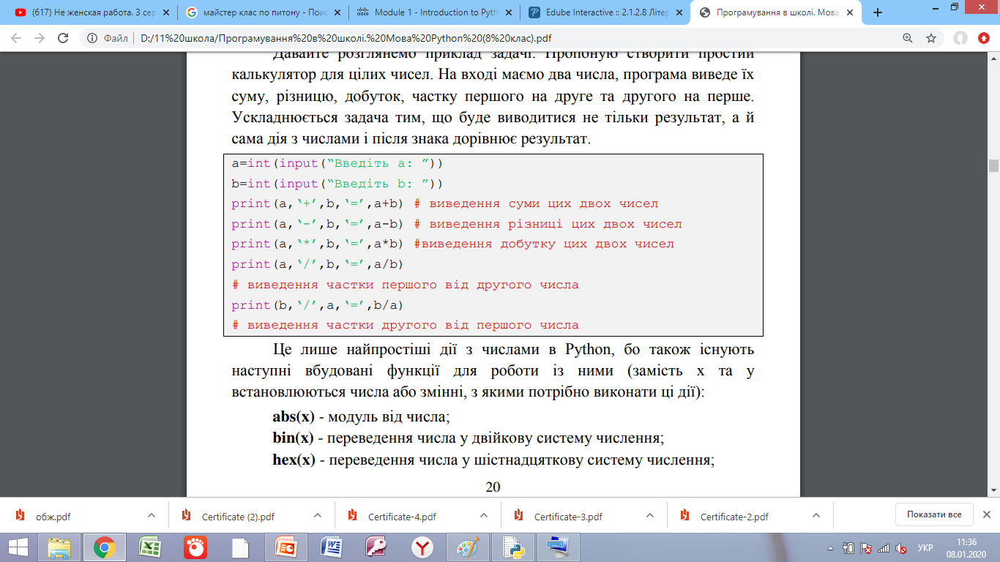 (617) Не женская работа. 3 сер
майстер клас по питону - Пои
Module 1 - Introduction to Pyth
Edube Interactive :: 2.1.2.8 Літер
Програмування в школі. Мова
Файл | D:/11%20школа/Програмування%20в%20школі.%20Мова%20Python%20(8%20клас).pdf
Давайте розглянемо приклад задачі. Пропоную створити простий
калькулятор для цілих чисел. На вході маємо два числа, програма виведе їх
суму, різницю, добуток, частку першого на друге та другого на перше.
Ускладнюється задача тим, що буде виводитися не тільки результат, а й
сама дія з числами і після знака дорівнює результат.
a=int(input(“Введіть a: ”))
b=int(input(“Введіть b: ”))
print(a,‘+’,b,‘=’,a+b) # виведення суми цих двох чисел
print(a,‘-’,b,‘=’,a-b) # виведення різниці цих двох чисел
print(a,‘*’,b,‘=’,a*b) #виведення добутку цих двох чисел
print(a,‘/’,b,‘=’,a/b)
# виведення частки першого від другого числа
print(b,‘/’,a,‘=’,b/a)
# виведення частки другого від першого числа
Це лише найпростіші дії з числами в Python, бо також існують
наступні вбудовані функції для роботи із ними (замість x та y
встановлюються числа або змінні, з якими потрібно виконати ці дії):
abs(x) - модуль від числа;
bin(x) - переведення числа у двійкову систему числення;
hex(x) - переведення числа у шістнадцяткову систему числення;
20
обж.pdf
Certificate (2).pdf
Certificate-4.pdf
Certificate-3.pdf
Certificate-2.pdf
Показати все
УКР
11:36
08.01.2020